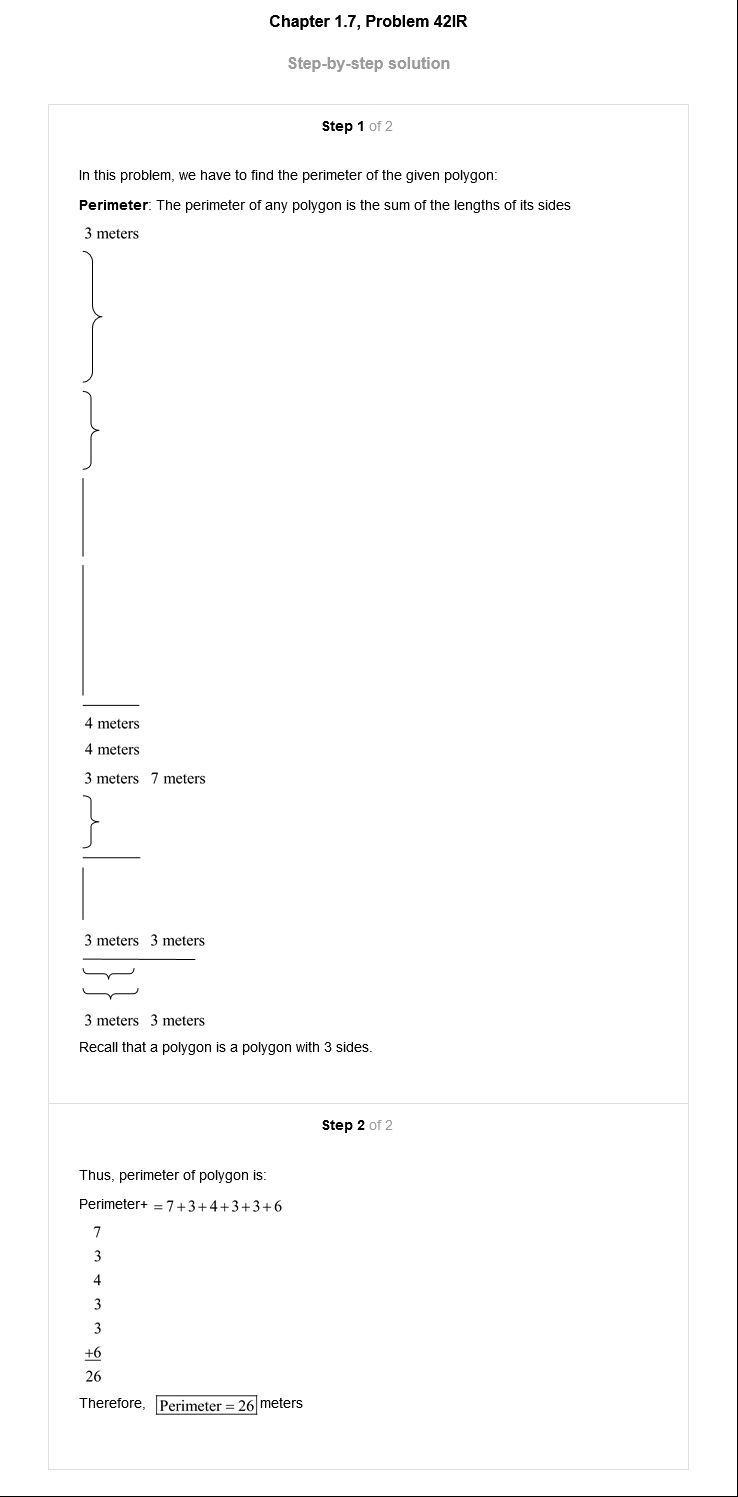 Chapter 1.7, Problem 42IR
Step-by-step solution
Step 1 of 2
In this problem, we have to find the perimeter of the given polygon:
Perimeter: The perimeter of any polygon is the sum of the lengths of its sides
3 meters
4 meters
4 meters
3 meters 7 meters
3 meters 3 meters
3 meters 3 meters
Recall that a polygon is a polygon with 3 sides.
Step 2 of 2
Thus, perimeter of polygon is:
Perimeter+ = 7+3+4+3+3+6
7
3
4
3
3
+6
26
Therefore, Perimeter = 26 meters